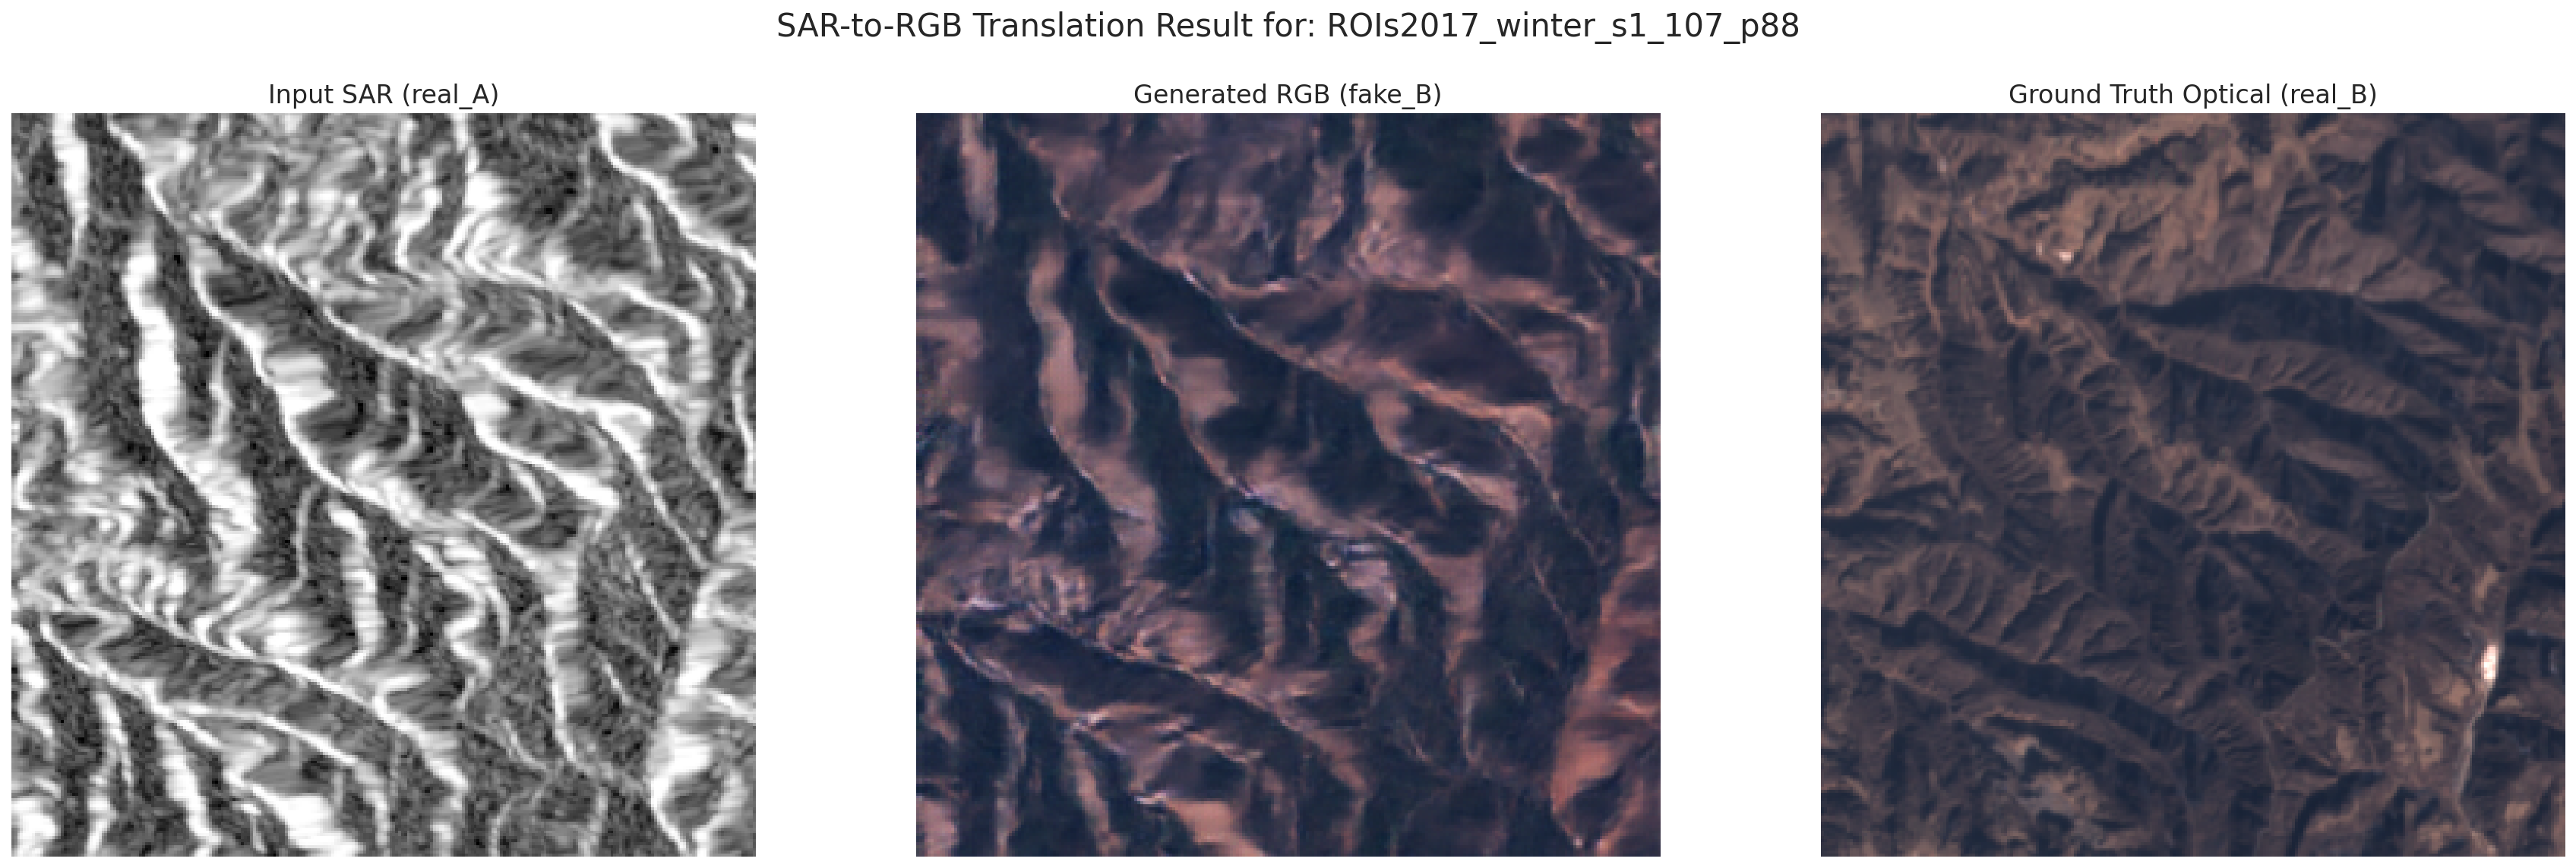 SAR-to-RGB Translation Result for: ROIs2017_winter_s1_107_p88
Input SAR (real_A)
Generated RGB (fake_B)
Ground Truth Optical (real_B)